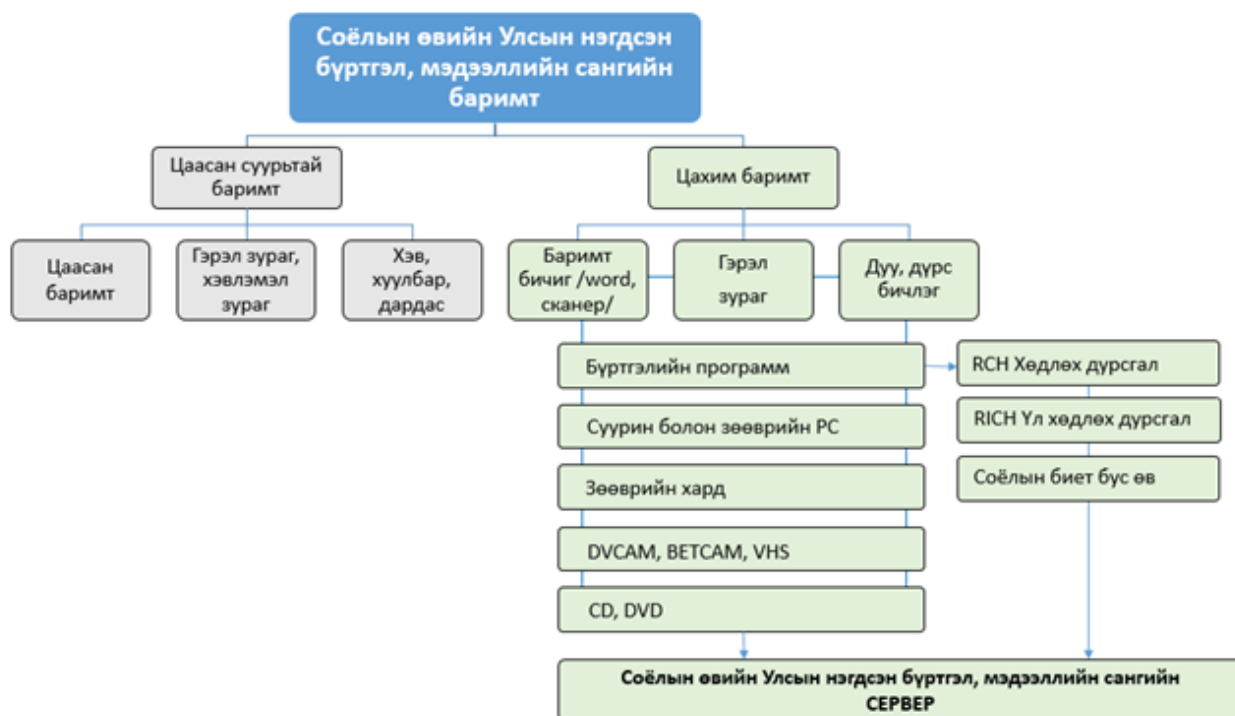 Соёлын өвийн Улсын нэгдсэн
бүртгэл, мэдээллийн сангийн
баримт
Цаасан суурьтай
баримт
Цахим баримт
Цаасан
баримт
Гэрэл зураг,
хэвлэмэл
зураг
Хэв,
хуулбар,
дардас
Баримт
бичиг /word,
сканер/
Гэрэл
зураг
Дуу, дүрс
бичлэг
Бүртгэлийн программ
RCH Хөдлөх дурсгал
Суурин болон зөөврийн PC
RICH Үл хөдлөх дурсгал
Зөөврийн хард
Соёлын биет бус өв
DVCAM, BETCAM, VHS
CD, DVD
Соёлын өвийн Улсын нэгдсэн бүртгэл, мэдээллийн сангийн
СЕРВЕР